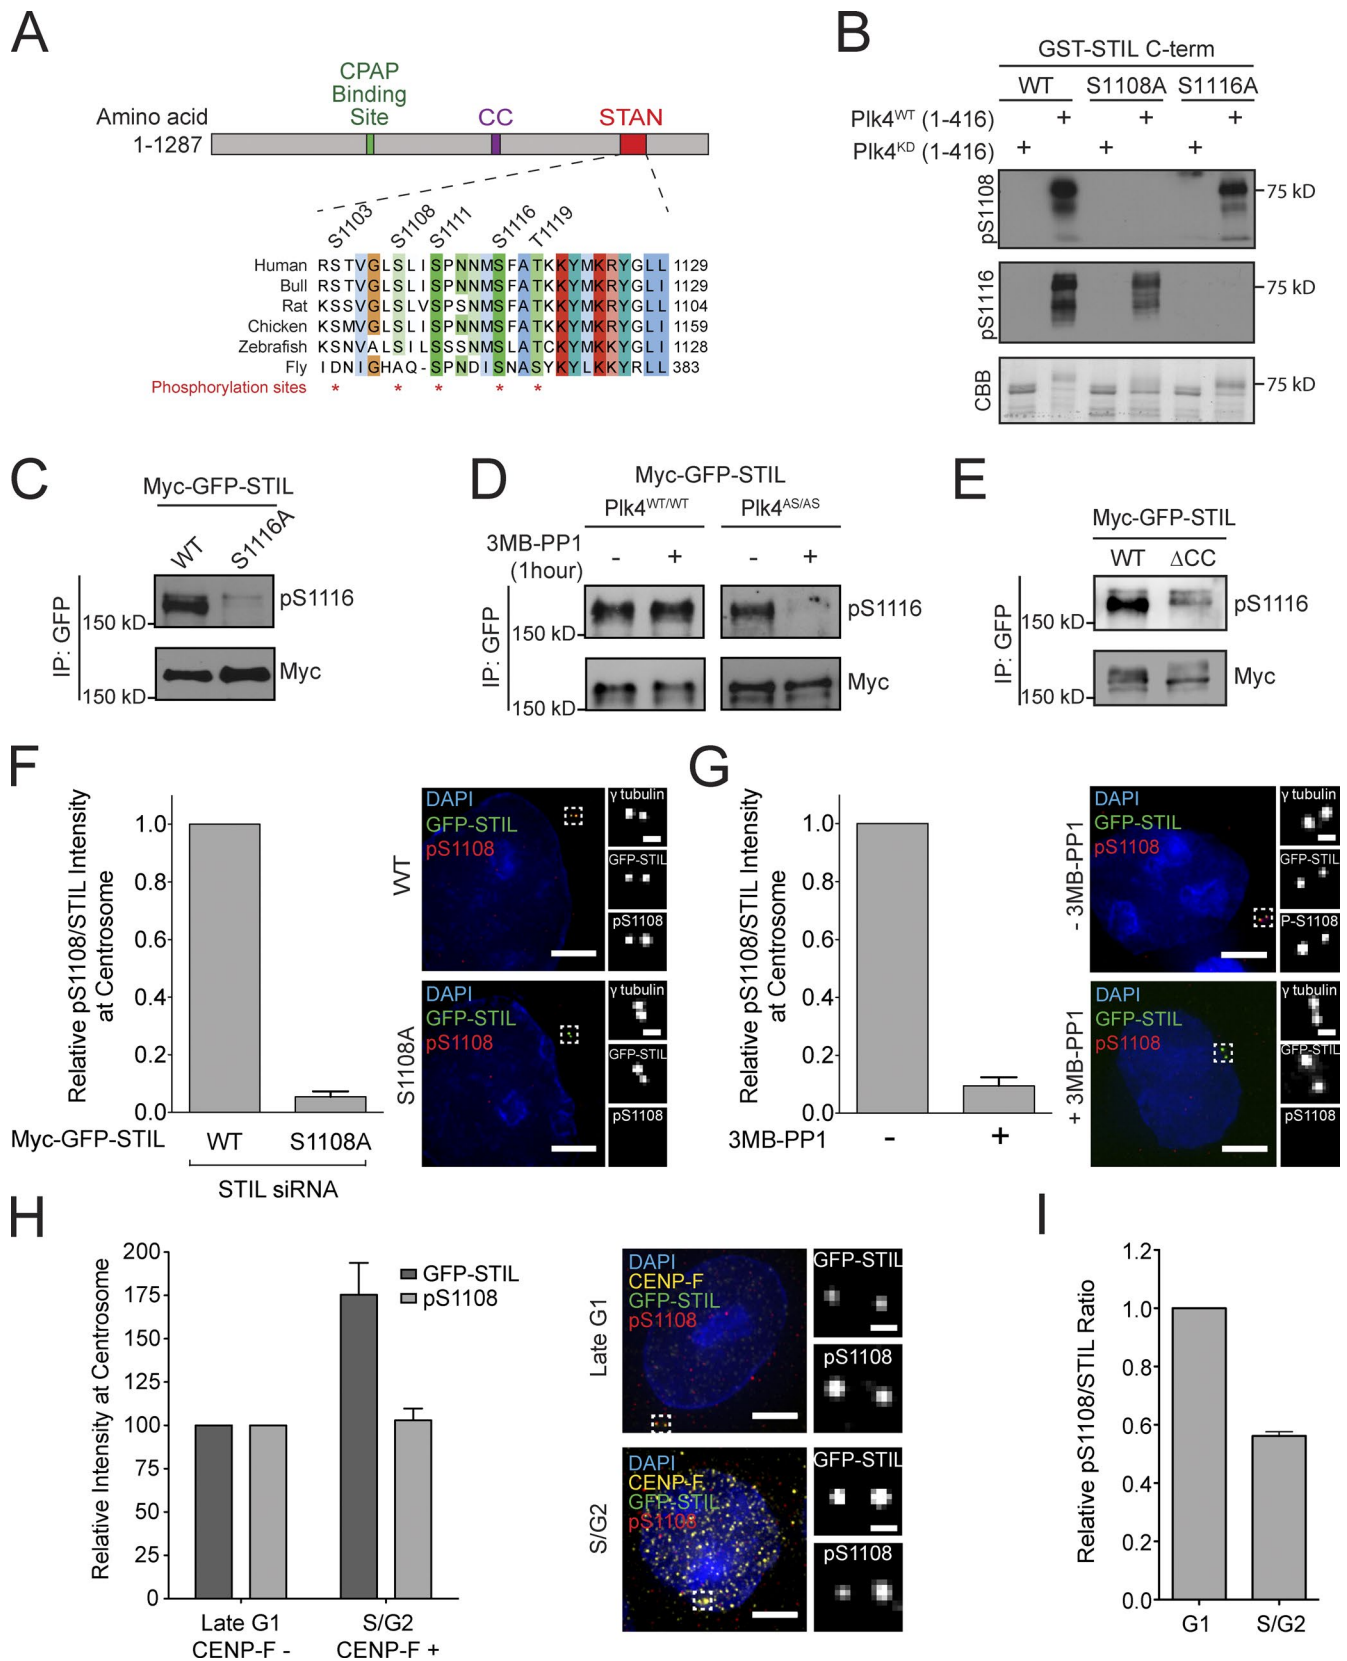 A
CPAP
Binding
Site
CC
STAN
Amino acid
1-1287
S1103
S1108
S1111
S1116
T1119
Human RSTVGLSLISPNNMSFATKKYMKRYGLL 1129
Bull RSTVGLSLISPNNMSFATKKYMKRYGLI 1129
Rat KSSVGLSLVSPSNMSFATKKYMKRYGLL 1104
Chicken KSMVGLSLISPNNMSFATKKYMKRYGLI 1159
Zebrafish KSNVALSILSSSNMSLATCKYMKKYGLI 1128
Fly IDNIGHAQ-SPNDISNASYKYLKKYRLL 383
Phosphorylation sites * * * * *
B
GST-STIL C-term
WT S1108A S1116A
Plk4WT (1-416) + + +
Plk4KD (1-416) + + +
pS1108
75 kD
pS1116
75 kD
CBB
75 kD
C
Myc-GFP-STIL
WT S1116A
IP: GFP
pS1116
150 kD
Myc
150 kD
D
Myc-GFP-STIL
Plk4WT/WT Plk4AS/AS
3MB-PP1
(1hour)
- + - +
IP: GFP
pS1116
150 kD
Myc
150 kD
E
Myc-GFP-STIL
WT ΔCC
IP: GFP
pS1116
150 kD
Myc
150 kD
F
Relative pS1108/STIL Intensity
at Centrosome
1.0
0.8
0.6
0.4
0.2
0.0
Myc-GFP-STIL WT S1108A
STIL siRNA
WT
DAPI
GFP-STIL
pS1108
γ tubulin
GFP-STIL
pS1108
S1108A
DAPI
GFP-STIL
pS1108
γ tubulin
GFP-STIL
pS1108
G
Relative pS1108/STIL Intensity
at Centrosome
1.0
0.8
0.6
0.4
0.2
0.0
3MB-PP1 - +
- 3MB-PP1
DAPI
GFP-STIL
pS1108
γ tubulin
GFP-STIL
P-S1108
+ 3MB-PP1
DAPI
GFP-STIL
pS1108
γ tubulin
GFP-STIL
pS1108
H
Relative Intensity at Centrosome
200
175
150
125
100
75
50
25
0
GFP-STIL
pS1108
Late G1
CENP-F -
S/G2
CENP-F +
Late G1
DAPI
CENP-F
GFP-STIL
pS1108
GFP-STIL
pS1108
S/G2
DAPI
CENP-F
GFP-STIL
pS1108
GFP-STIL
pS1108
I
Relative pS1108/STIL Ratio
1.2
1.0
0.8
0.6
0.4
0.2
0.0
G1 S/G2